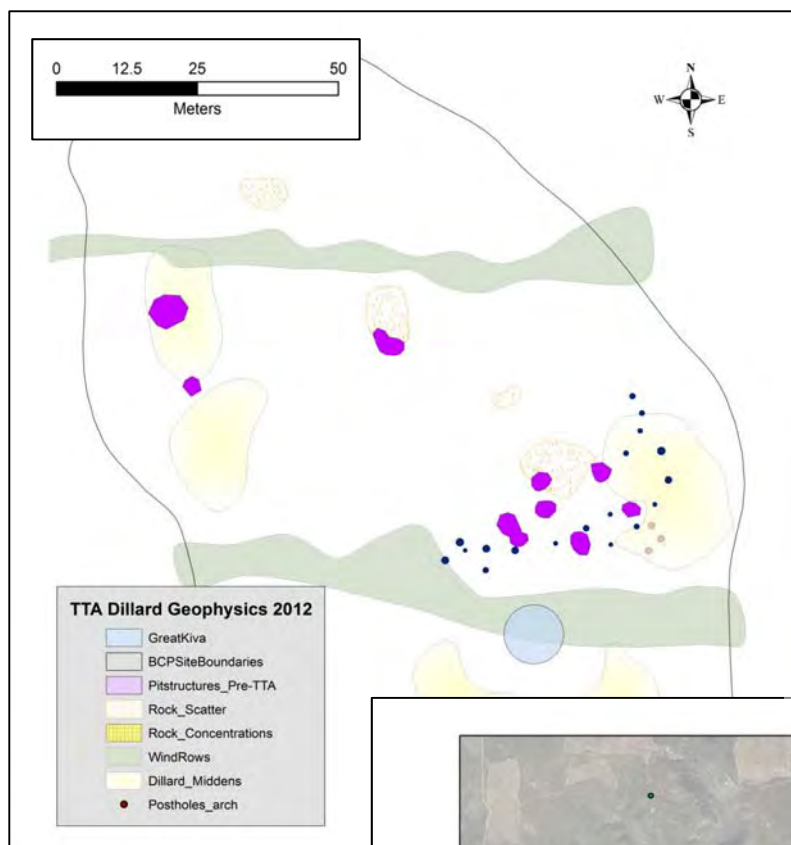 0 12.5 25 50
Meters
N
W E
S
TTA Dillard Geophysics 2012
GreatKiva
BCPSiteBoundaries
Pitstructures_Pre-TTA
Rock_Scatter
Rock_Concentrations
WindRows
Dillard_Middens
Postholes_arch